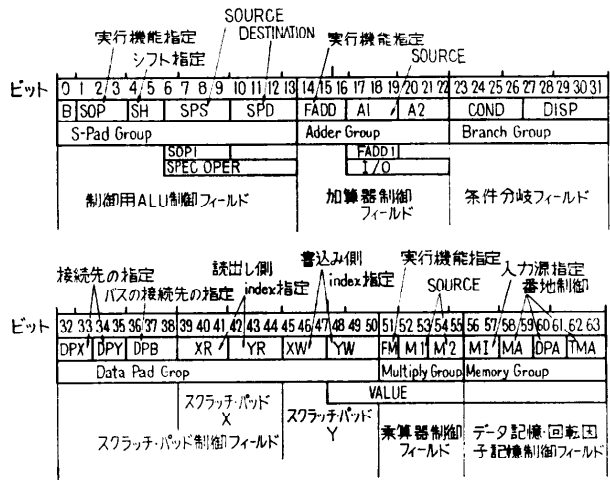 SOURCE
実行機能指定 DESTINATION 実行機能指定
シフト指定 SOURCE
ビット 0 1 2 3 4 5 6 7 8 9 10 11 12 13 14 15 16 17 18 19 20 21 22 23 24 25 26 27 28 29 30 31
B SOP SH SPS SPD FADD A1 A2 COND DISP
S-Pad Group Adder Group Branch Group
SOP1 FADD1
SPEC OPER I/O
制御用ALU制御フィールド 加算器制御 条件分岐フィールド
フィールド
書込み側 実行機能指定
接続先の指定 読出し側 入力源指定
バスの接続先の指定 index指定 index指定 SOURCE 番地制御
ビット 32 33 34 35 36 37 38 39 40 41 42 43 44 45 46 47 48 49 50 51 52 53 54 55 56 57 58 59 60 61 62 63
DPX DPY DPB XR YR XW YW FM M1 M2 MI MA DPA TMA
Data Pad Grop Multiply Group Memory Group
VALUE
スクラッチ・パッド X スクラッチ・パッド Y
スクラッチ・パッド制御フィールド 乗算器制御 データ記憶・回転因
フィールド 子記憶制御フィールド